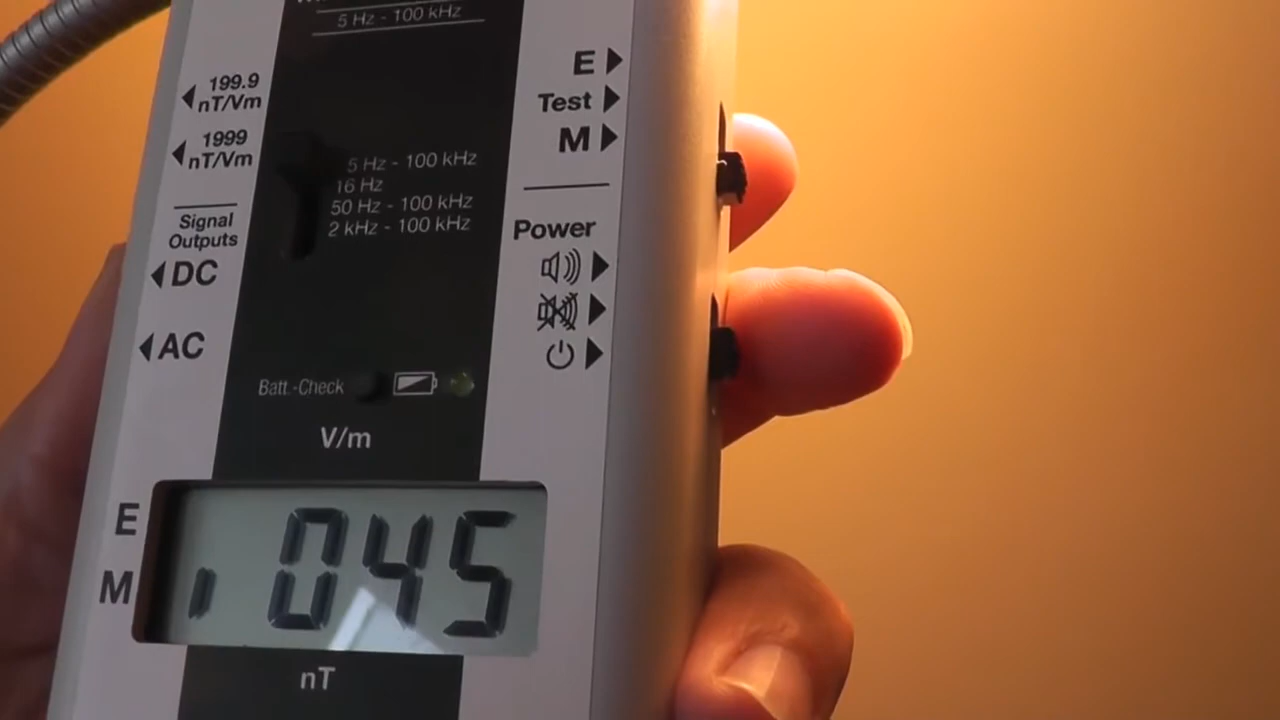 5 Hz - 100 kHz
199.9
nT/Vm
1999
nT/Vm
Signal
Outputs
DC
AC
5 Hz - 100 kHz
16 Hz
50 Hz - 100 kHz
2 kHz - 100 kHz
Batt.-Check
V/m
E
Test
M
Power
E
M
045
nT